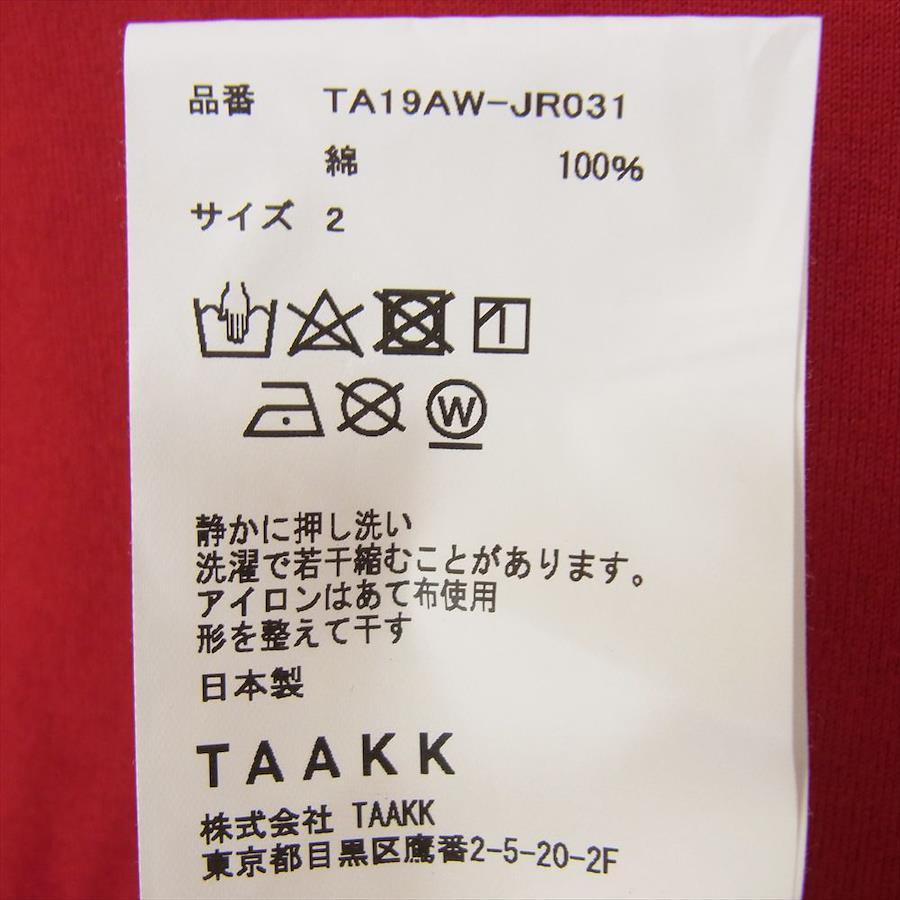 品番 TA19AW-JR031
綿 100%
サイズ 2
W
静かに押し洗い
洗濯で若干縮むことがあります。
アイロンはあて布使用
形を整えて干す
日本製
TAAKK
株式会社 TAAKK
東京都目黒区鷹番2-5-20-2F